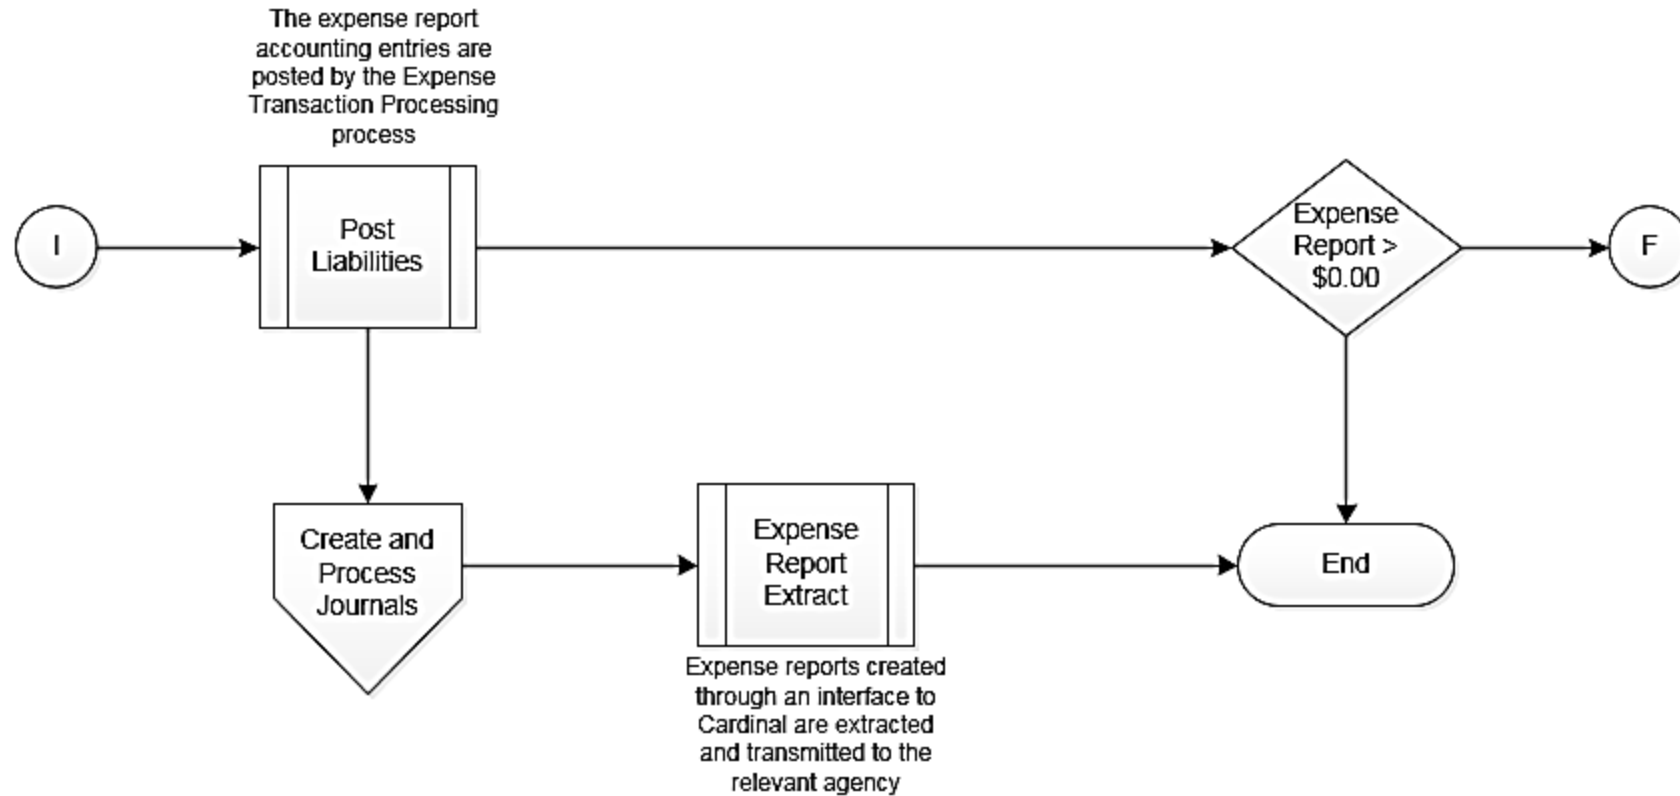 The expense report
accounting entries are
posted by the Expense
Transaction Processing
process
I
Post
Liabilities
Expense
Report >
$0.00
F
Create and
Process
Journals
Expense
Report
Extract
End
Expense reports created
through an interface to
Cardinal are extracted
and transmitted to the
relevant agency